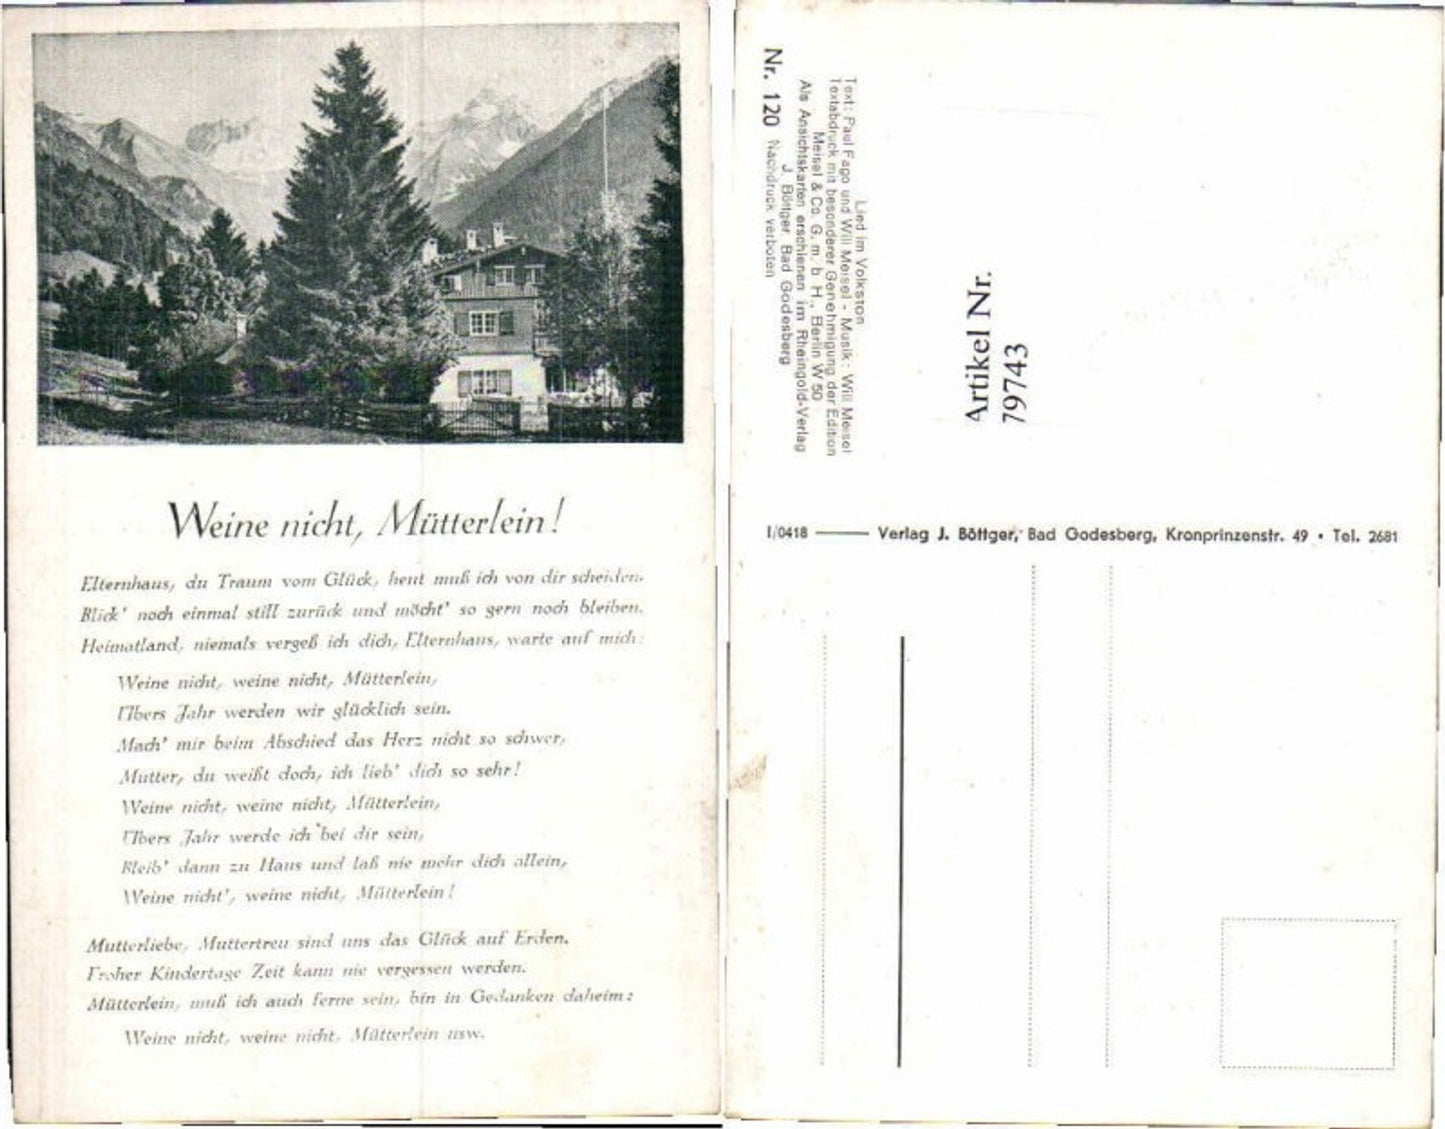 Weine nicht, Mütterlein!
Elternhaus, du Traum vom Glück, heut muß ich von dir scheiden.
Blick' noch einmal still zurück und möcht' so gern noch bleiben.
Heimatland, niemals vergeß ich dich, Elternhaus, warte auf mich:
Weine nicht, weine nicht, Mütterlein,
Übers Jahr werden wir glücklich sein.
Mach' mir beim Abschied das Herz nicht so schwer,
Mutter, du weißt doch, ich lieb' dich so sehr!
Weine nicht, weine nicht, Mütterlein,
Übers Jahr werde ich bei dir sein,
Bleib' dann zu Haus und laß nie mehr dich allein,
Weine nicht', weine nicht, Mütterlein!
Mutterliebe, Muttertreu sind uns das Glück auf Erden.
Froher Kindertage Zeit kann nie vergessen werden.
Mütterlein, muß ich auch ferne sein, bin in Gedanken daheim:
Weine nicht, weine nicht, Mütterlein usw.
Lied im Volkston
Text: Paul Fago und Will Meisel - Musik: Will Meisel
Textabdruck mit besonderer Genehmigung der Edition
Meisel & Co. G. m. b H., Berlin W 50
Als Ansichtskarten erschienen im Rheingold-Verlag
J. Böttger Bad Godesberg
Nr. 120 Nachdruck verboten
Artikel Nr.
79743
I/0418 Verlag J. Böttger, Bad Godesberg, Kronprinzenstr. 49 • Tel. 2681